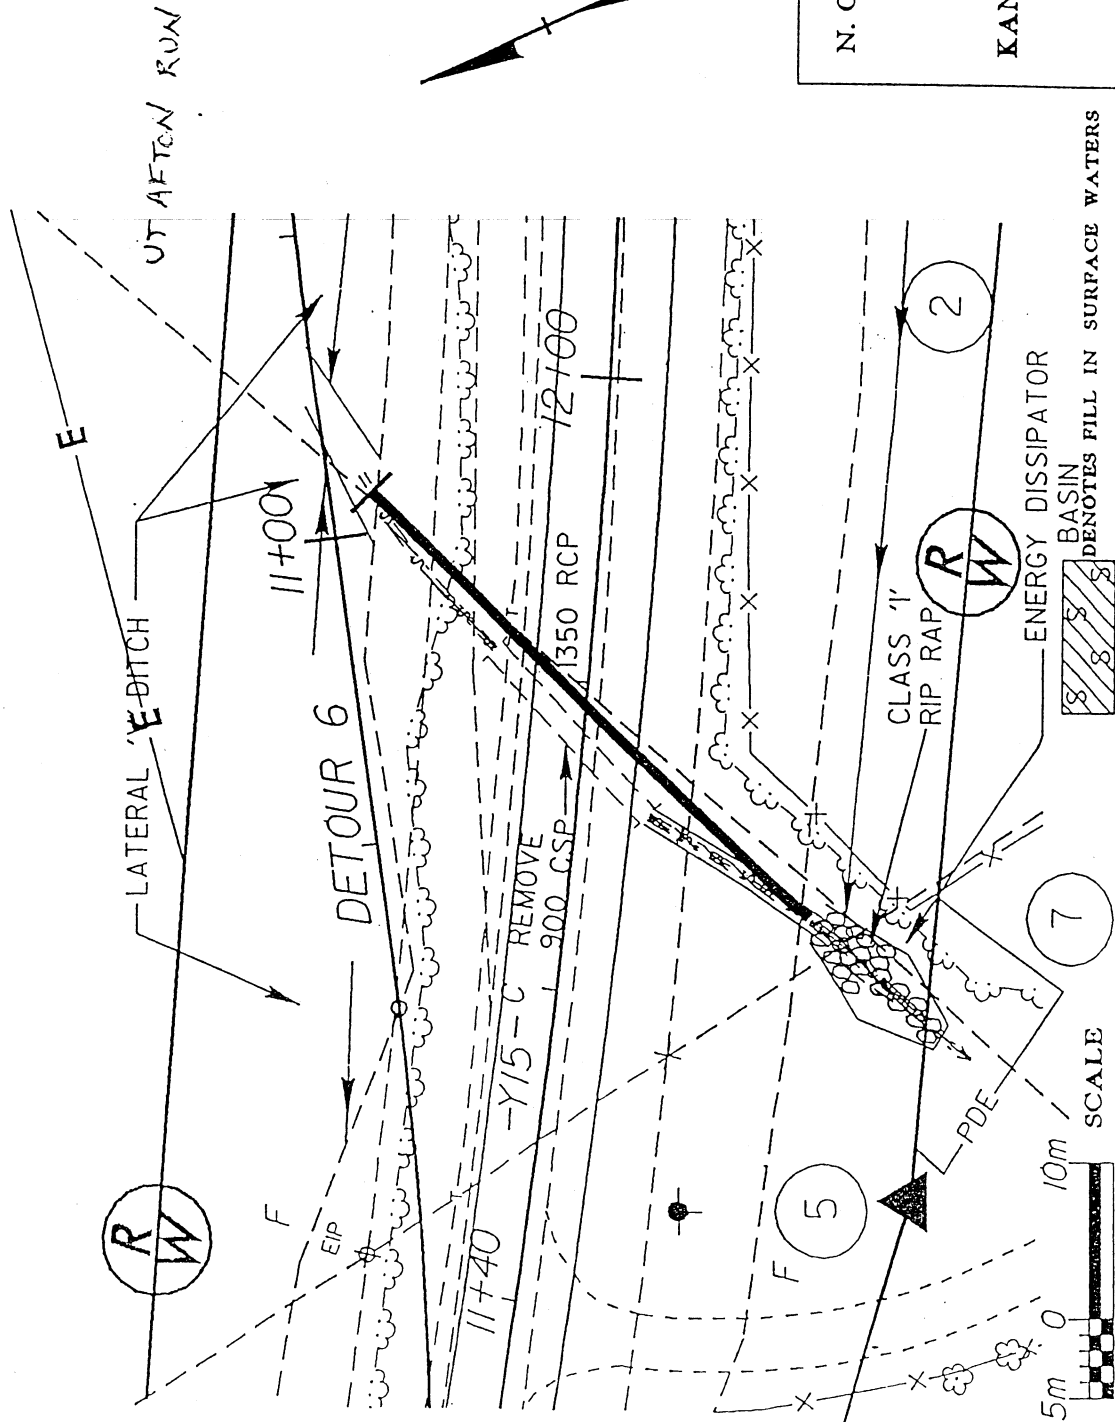 UT AFTON RUN
N. C
KAN
E
LATERAL 'V' DITCH
E
11+00
DETOUR 6
12+00
1350 RCP
REMOVE
900 CSP
-Y15-
C
11+40
CLASS 'I'
RIP RAP
ENERGY DISSIPATOR
BASIN
DENOTES FILL IN SURFACE WATERS
S S S S
R
W
R
W
F
EIP
F
PDE
2
5
7
SCALE
5m 0 10m